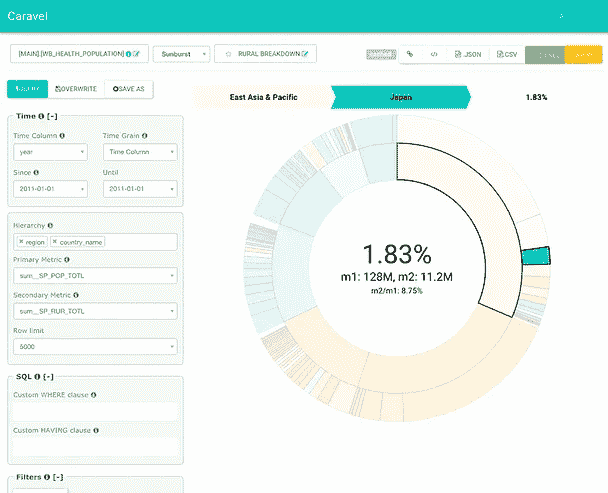 Caravel
[MAIN].[WB_HEALTH_POPULATION]
Sunburst
RURAL BREAKDOWN
</>
.JSON
.CSV
OVERWRITE
SAVE AS
East Asia & Pacific
Japan
1.83%
Time [-]
Time Column
Time Grain
year
Time Column
Since
Until
2011-01-01
2011-01-01
Hierarchy
× region
× country_name
Primary Metric
sum__SP_POP_TOTL
Secondary Metric
sum__SP_RUR_TOTL
Row limit
5000
1.83%
m1: 128M, m2: 11.2M
m2/m1: 8.75%
SQL [-]
Custom WHERE clause
Custom HAVING clause
Filters [-]